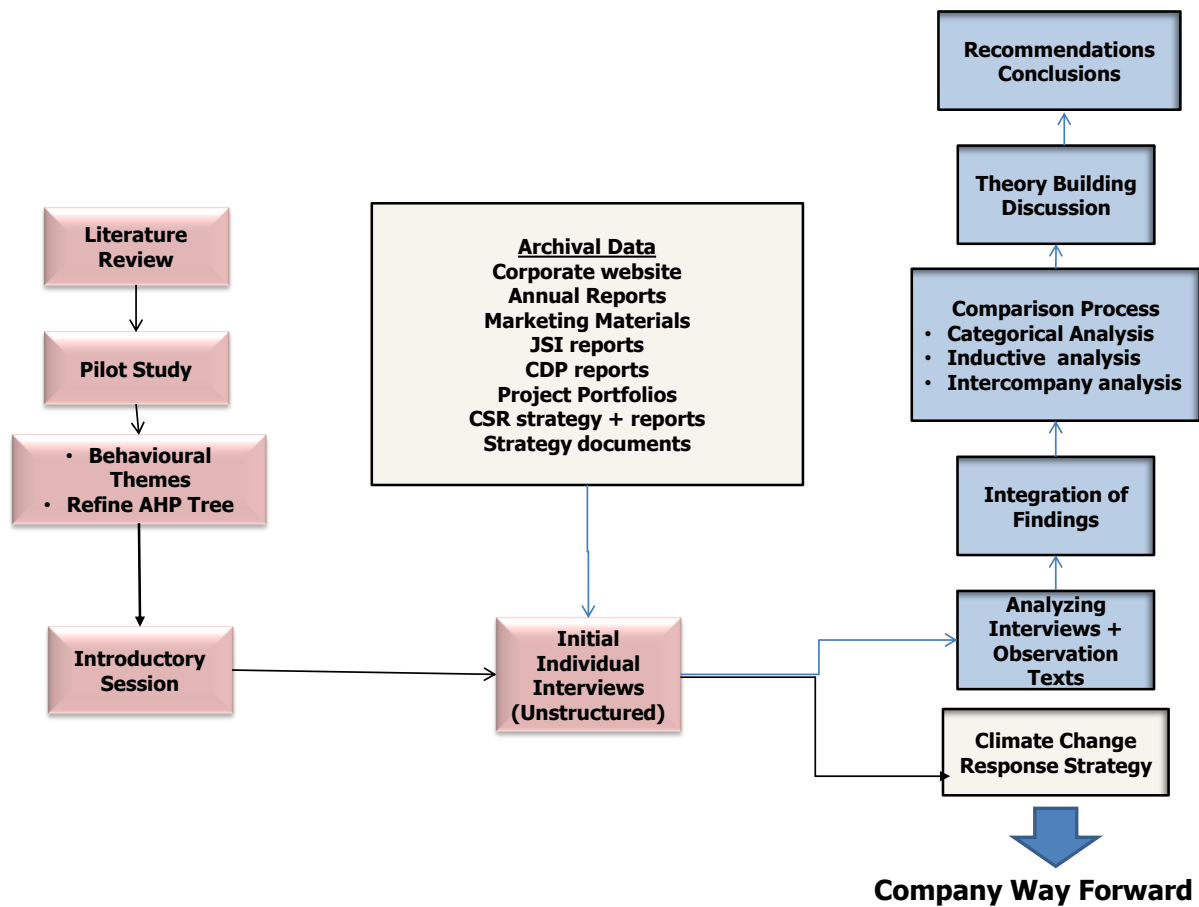 Literature
Review
Pilot Study
• Behavioural
Themes
• Refine AHP Tree
Introductory
Session
Archival Data
Corporate website
Annual Reports
Marketing Materials
JSI reports
CDP reports
Project Portfolios
CSR strategy + reports
Strategy documents
Initial
Individual
Interviews
(Unstructured)
Recommendations
Conclusions
Theory Building
Discussion
Comparison Process
• Categorical Analysis
• Inductive analysis
• Intercompany analysis
Integration of
Findings
Analyzing
Interviews +
Observation
Texts
Climate Change
Response Strategy
Company Way Forward